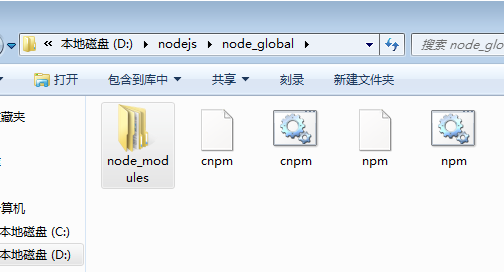 « 本地磁盘 (D:) ▸ nodejs ▸ node_global ▸ 搜索 node_glo
打开 包含到库中 共享 刻录 新建文件夹
藏夹
node_mod
ules
cnpm cnpm npm npm
算机
本地磁盘 (C:)
本地磁盘 (D:)